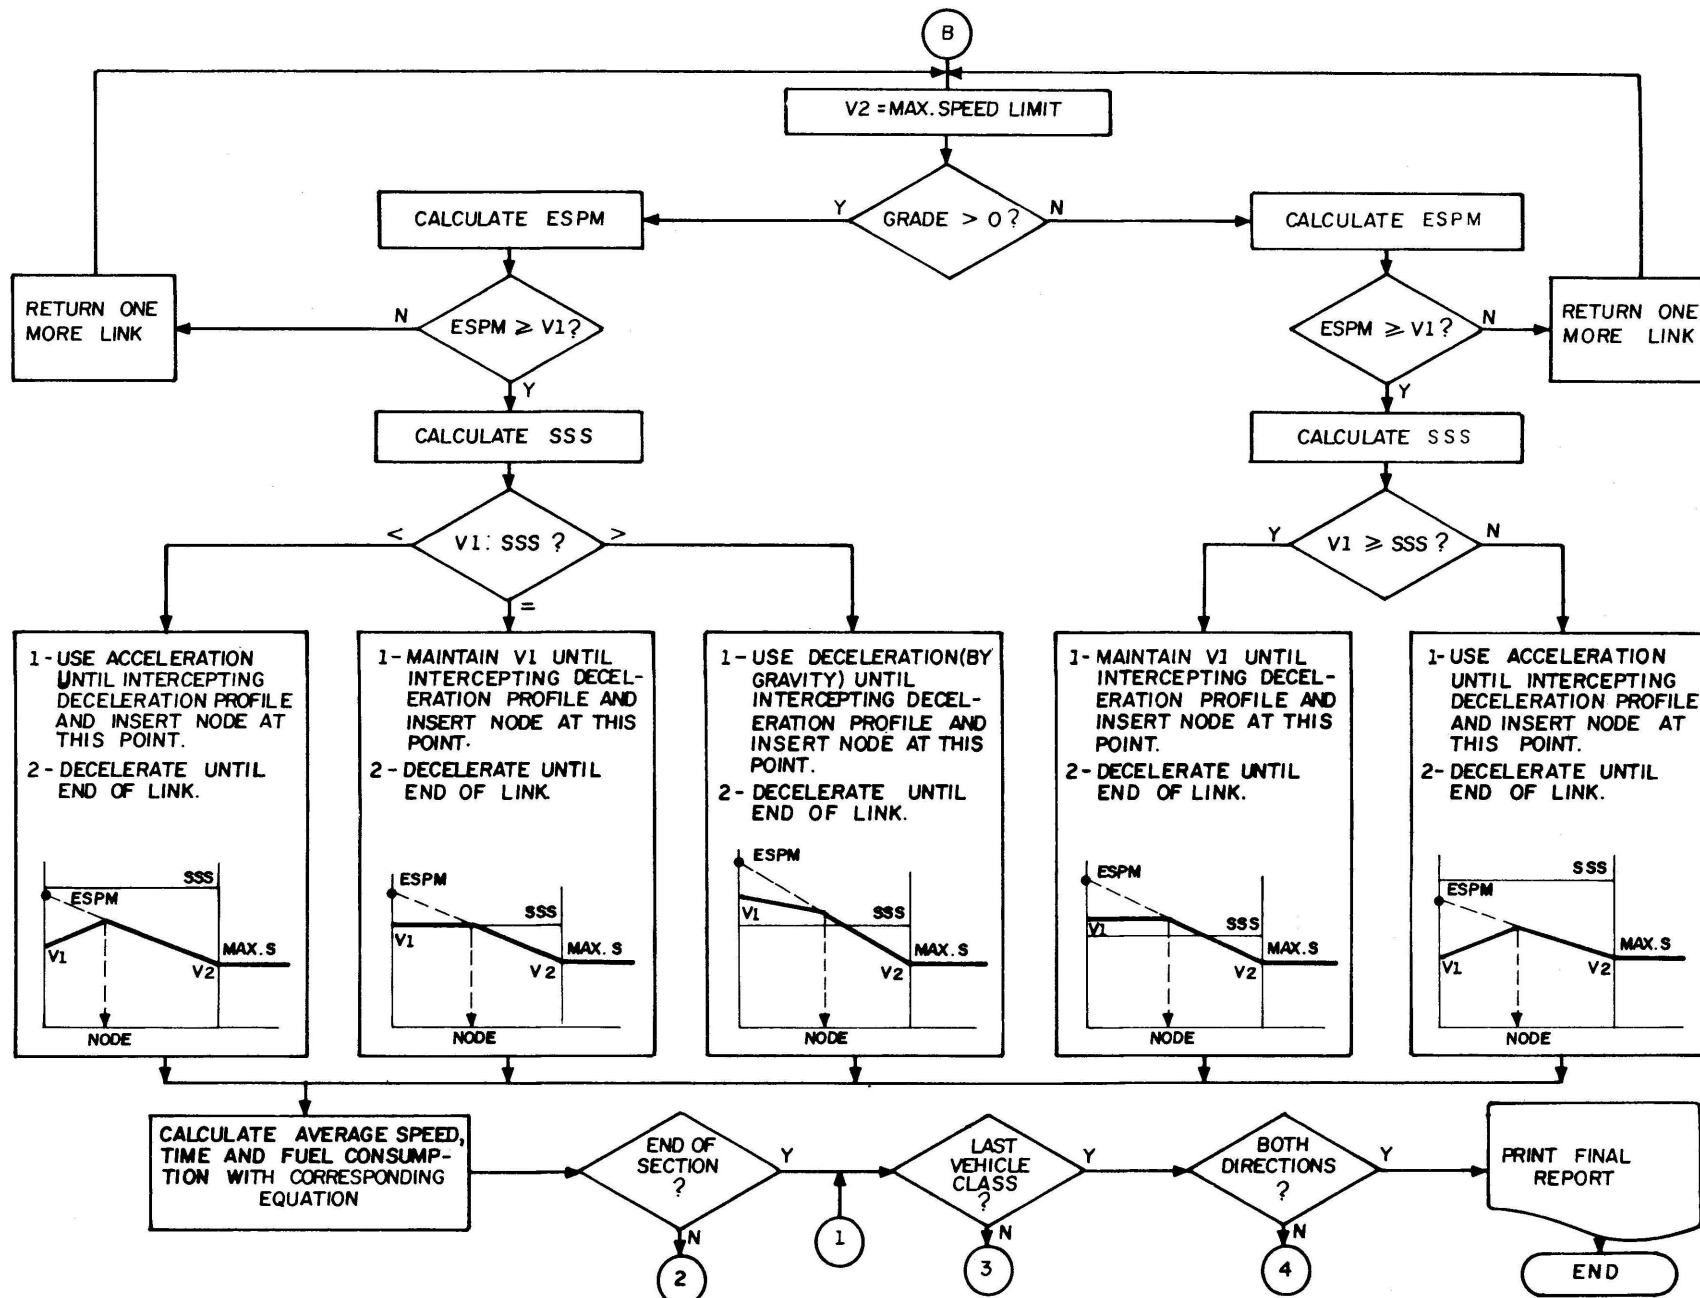 B
V2 = MAX. SPEED LIMIT
GRADE > 0 ?
Y
N
CALCULATE ESPM
CALCULATE ESPM
RETURN ONE
MORE LINK
N
ESPM ⩾ V1?
Y
ESPM ⩾ V1?
N
Y
RETURN ONE
MORE LINK
CALCULATE SSS
CALCULATE SSS
<
V1: SSS ?
>
=
Y
V1 ⩾ SSS ?
N
1- USE ACCELERATION
UNTIL INTERCEPTING
DECELERATION PROFILE
AND INSERT NODE AT
THIS POINT.
2- DECELERATE UNTIL
END OF LINK.
SSS
ESPM
V1
MAX. S
V2
NODE
1- MAINTAIN V1 UNTIL
INTERCEPTING DECEL-
ERATION PROFILE AND
INSERT NODE AT THIS
POINT.
2- DECELERATE UNTIL
END OF LINK
ESPM
SSS
V1
MAX. S
V2
NODE
1- USE DECELERATION(BY
GRAVITY) UNTIL
INTERCEPTING DECEL-
ERATION PROFILE AND
INSERT NODE AT THIS
POINT.
2- DECELERATE UNTIL
END OF LINK.
ESPM
V1
SSS
MAX. S
V2
NODE
1- MAINTAIN V1 UNTIL
INTERCEPTING DECEL-
ERATION PROFILE AND
INSERT NODE AT THIS
POINT.
2- DECELERATE UNTIL
END OF LINK.
ESPM
V1
SSS
MAX. S
V2
NODE
1- USE ACCELERATION
UNTIL INTERCEPTING
DECELERATION PROFILE
AND INSERT NODE AT
THIS POINT.
2- DECELERATE UNTIL
END OF LINK.
SSS
ESPM
V1
MAX. S
V2
NODE
CALCULATE AVERAGE SPEED,
TIME AND FUEL CONSUMP-
TION WITH CORRESPONDING
EQUATION
END OF
SECTION
?
Y
N
2
1
LAST
VEHICLE
CLASS
?
Y
N
3
BOTH
DIRECTIONS
?
Y
N
4
PRINT FINAL
REPORT
END